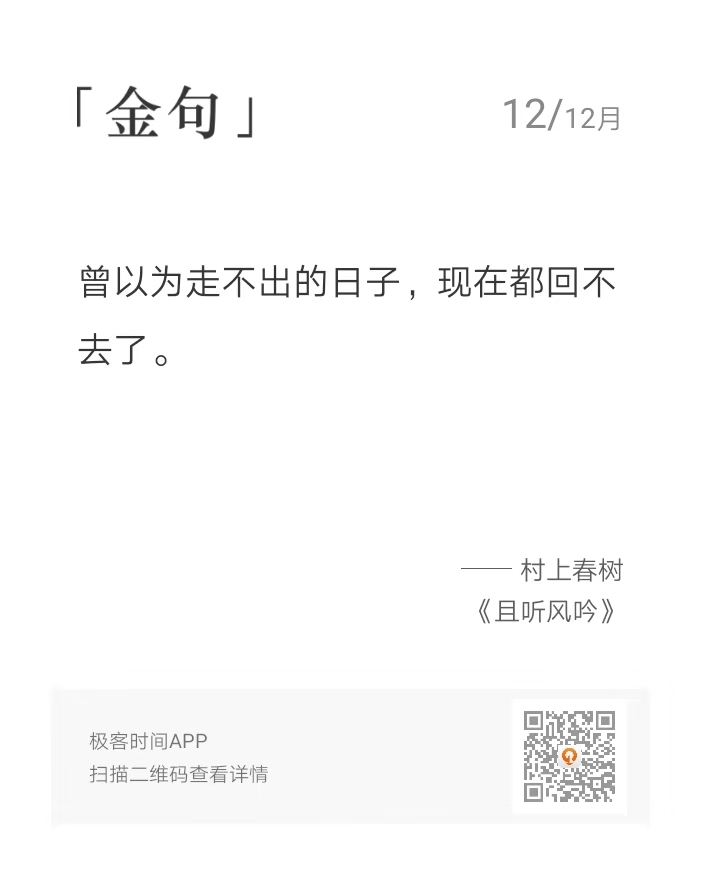 「金句」
12/12月
曾以为走不出的日子，现在都回不
去了。
—— 村上春树
《且听风吟》
极客时间APP
扫描二维码查看详情